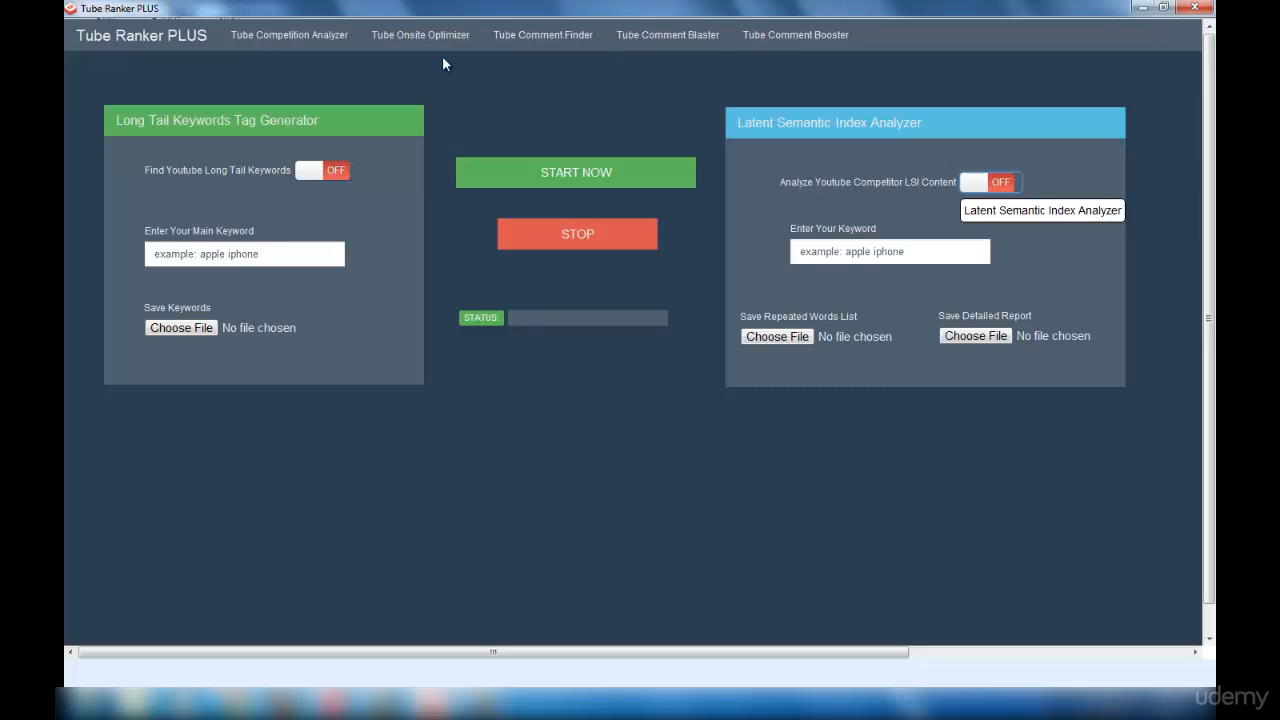 Tube Ranker PLUS
Tube Ranker PLUS Tube Competition Analyzer Tube Onsite Optimizer Tube Comment Finder Tube Comment Blaster Tube Comment Booster
Long Tail Keywords Tag Generator
Find Youtube Long Tail Keywords OFF
Enter Your Main Keyword
example: apple iphone
Save Keywords
Choose File No file chosen
START NOW
STOP
STATUS:
Latent Semantic Index Analyzer
Analyze Youtube Competitor LSI Content OFF
Latent Semantic Index Analyzer
Enter Your Keyword
example: apple iphone
Save Repeated Words List Save Detailed Report
Choose File No file chosen Choose File No file chosen
udemy